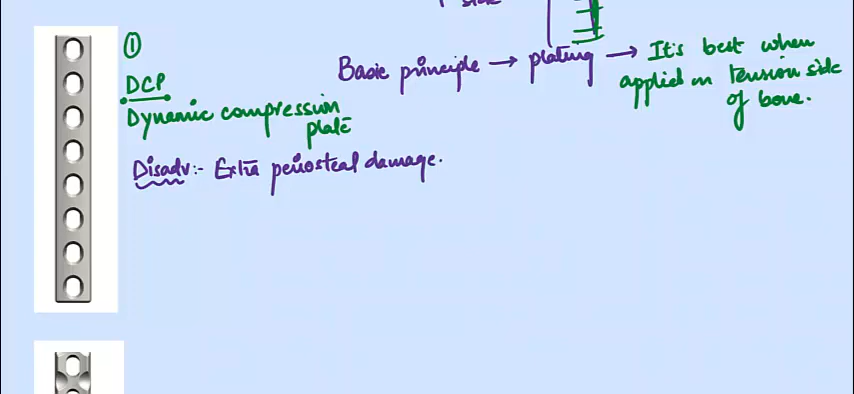 side
①
Basic principle → plating → It's best when
applied on tension side
of bone.
DCP
Dynamic compression
plate
Disadv:- Extra periosteal damage.